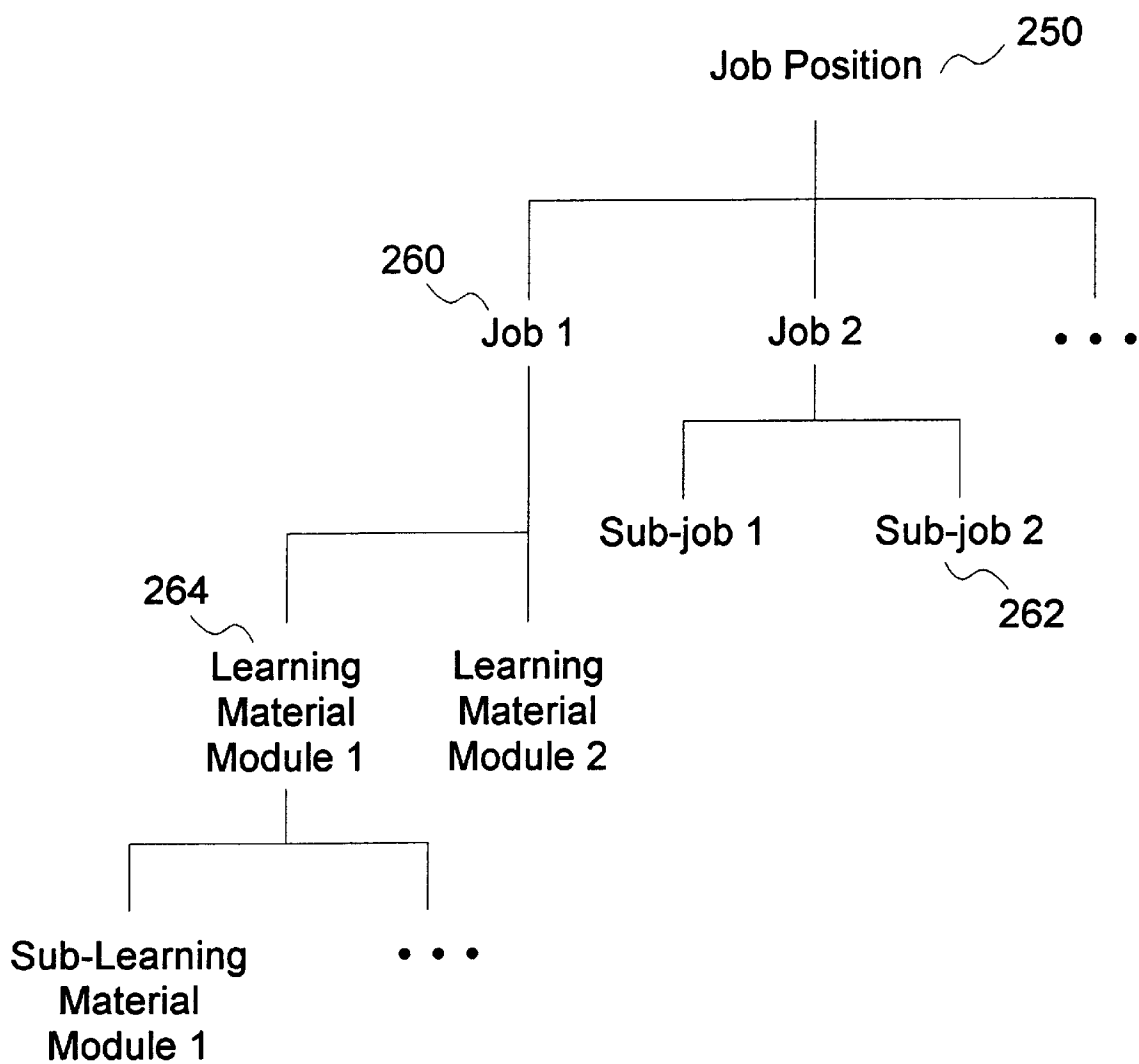 250
Job Position
260
Job 1
Job 2
• • •
Sub-job 1
Sub-job 2
262
264
Learning
Material
Module 1
Learning
Material
Module 2
Sub-Learning
Material
Module 1
• • •